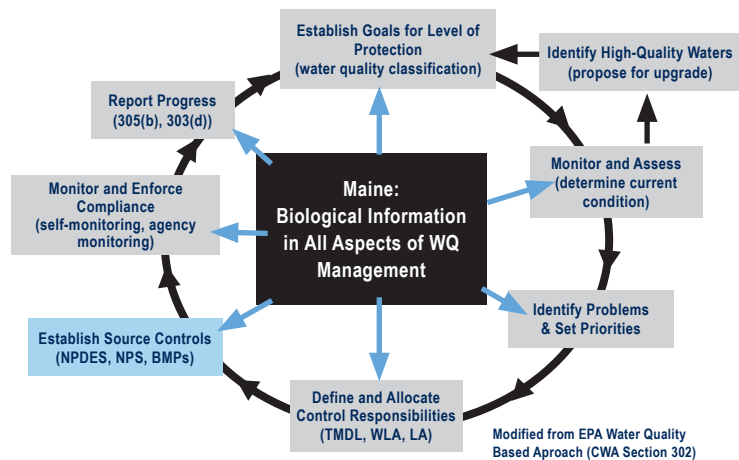 Establish Goals for Level of
Protection
(water quality classification)
Identify High-Quality Waters
(propose for upgrade)
Report Progress
(305(b), 303(d))
Monitor and Assess
(determine current
condition)
Maine:
Biological Information
in All Aspects of WQ
Management
Monitor and Enforce
Compliance
(self-monitoring, agency
monitoring)
Identify Problems
& Set Priorities
Establish Source Controls
(NPDES, NPS, BMPs)
Define and Allocate
Control Responsibilities
(TMDL, WLA, LA)
Modified from EPA Water Quality
Based Aproach (CWA Section 302)